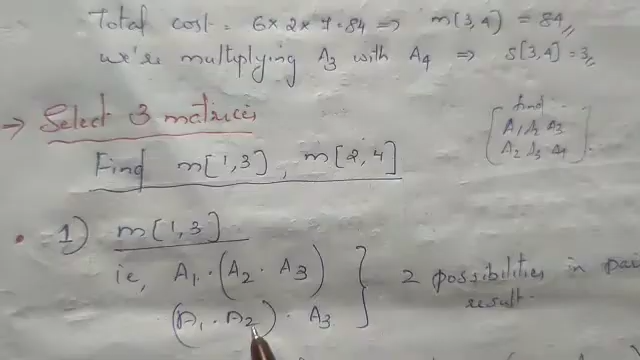 Total cost = 6 × 2 × 7 = 84 => m[3,4] = 84
we're multiplying A3 with A4 => s[3,4] = 3
→ Select 3 matrices
find
A1 A2 A3
A2 A3 A4
Find m[1,3], m[2,4]
1) m[1,3]
ie, A1 . (A2 . A3)
(A1 . A2) . A3
2 possibilities in
result.